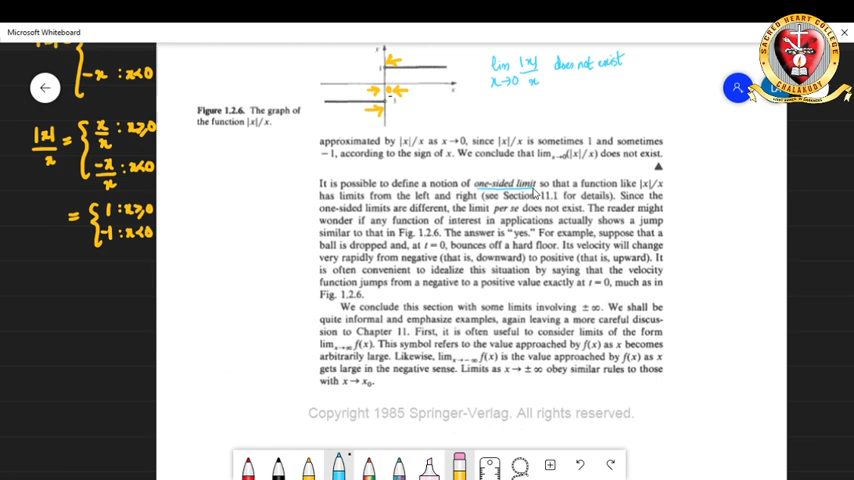 Microsoft Whiteboard
-x : x<0
|x|/x = { x/x : x≥0
-x/x : x<0
= { 1 : x≥0
-1 : x<0
y
1
-1
x
lim x→0 |x|/x does not exist
SACRED HEART COLLEGE
CHALAKUDY
Figure 1.2.6. The graph of
the function |x|/x.
approximated by |x|/x as x→0, since |x|/x is sometimes 1 and sometimes
−1, according to the sign of x. We conclude that limₓ→₀(|x|/x) does not exist.
It is possible to define a notion of one-sided limit so that a function like |x|/x
has limits from the left and right (see Section 11.1 for details). Since the
one-sided limits are different, the limit per se does not exist. The reader might
wonder if any function of interest in applications actually shows a jump
similar to that in Fig. 1.2.6. The answer is "yes." For example, suppose that a
ball is dropped and, at t = 0, bounces off a hard floor. Its velocity will change
very rapidly from negative (that is, downward) to positive (that is, upward). It
is often convenient to idealize this situation by saying that the velocity
function jumps from a negative to a positive value exactly at t = 0, much as in
Fig. 1.2.6.
We conclude this section with some limits involving ±∞. We shall be
quite informal and emphasize examples, again leaving a more careful discus-
sion to Chapter 11. First, it is often useful to consider limits of the form
limₓ→∞ f(x). This symbol refers to the value approached by f(x) as x becomes
arbitrarily large. Likewise, limₓ→−∞ f(x) is the value approached by f(x) as x
gets large in the negative sense. Limits as x → ±∞ obey similar rules to those
with x → x₀.
Copyright 1985 Springer-Verlag. All rights reserved.